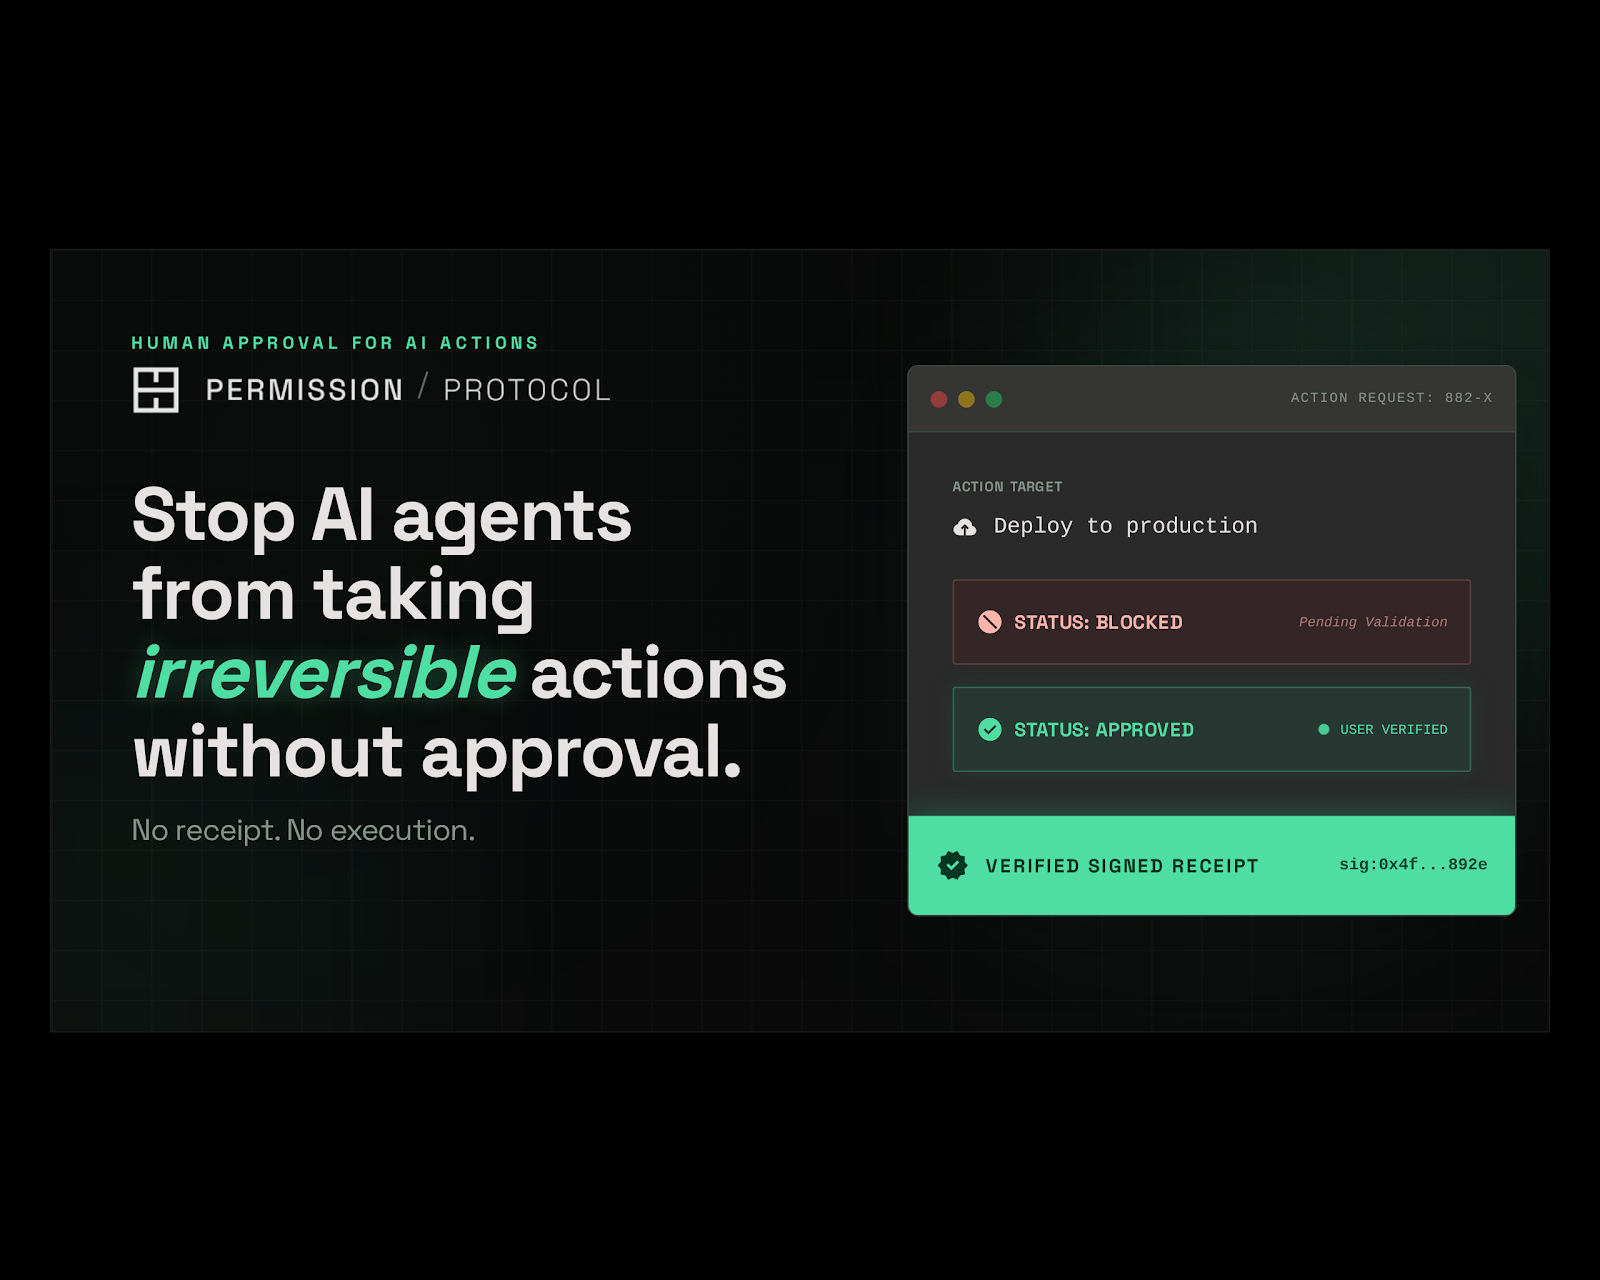 HUMAN APPROVAL FOR AI ACTIONS
PERMISSION / PROTOCOL
Stop AI agents
from taking
irreversible actions
without approval.
No receipt. No execution.
ACTION REQUEST: 882-X
ACTION TARGET
Deploy to production
STATUS: BLOCKED Pending Validation
STATUS: APPROVED USER VERIFIED
VERIFIED SIGNED RECEIPT sig:0x4f...892e